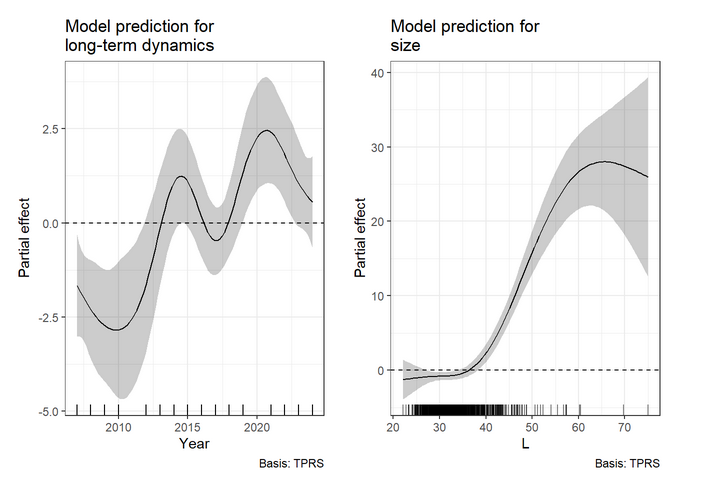 Model prediction for
long-term dynamics
Partial effect
2.5
0.0
-2.5
-5.0
2010 2015 2020
Year
Basis: TPRS
Model prediction for
size
Partial effect
40
30
20
10
0
20 30 40 50 60 70
L
Basis: TPRS